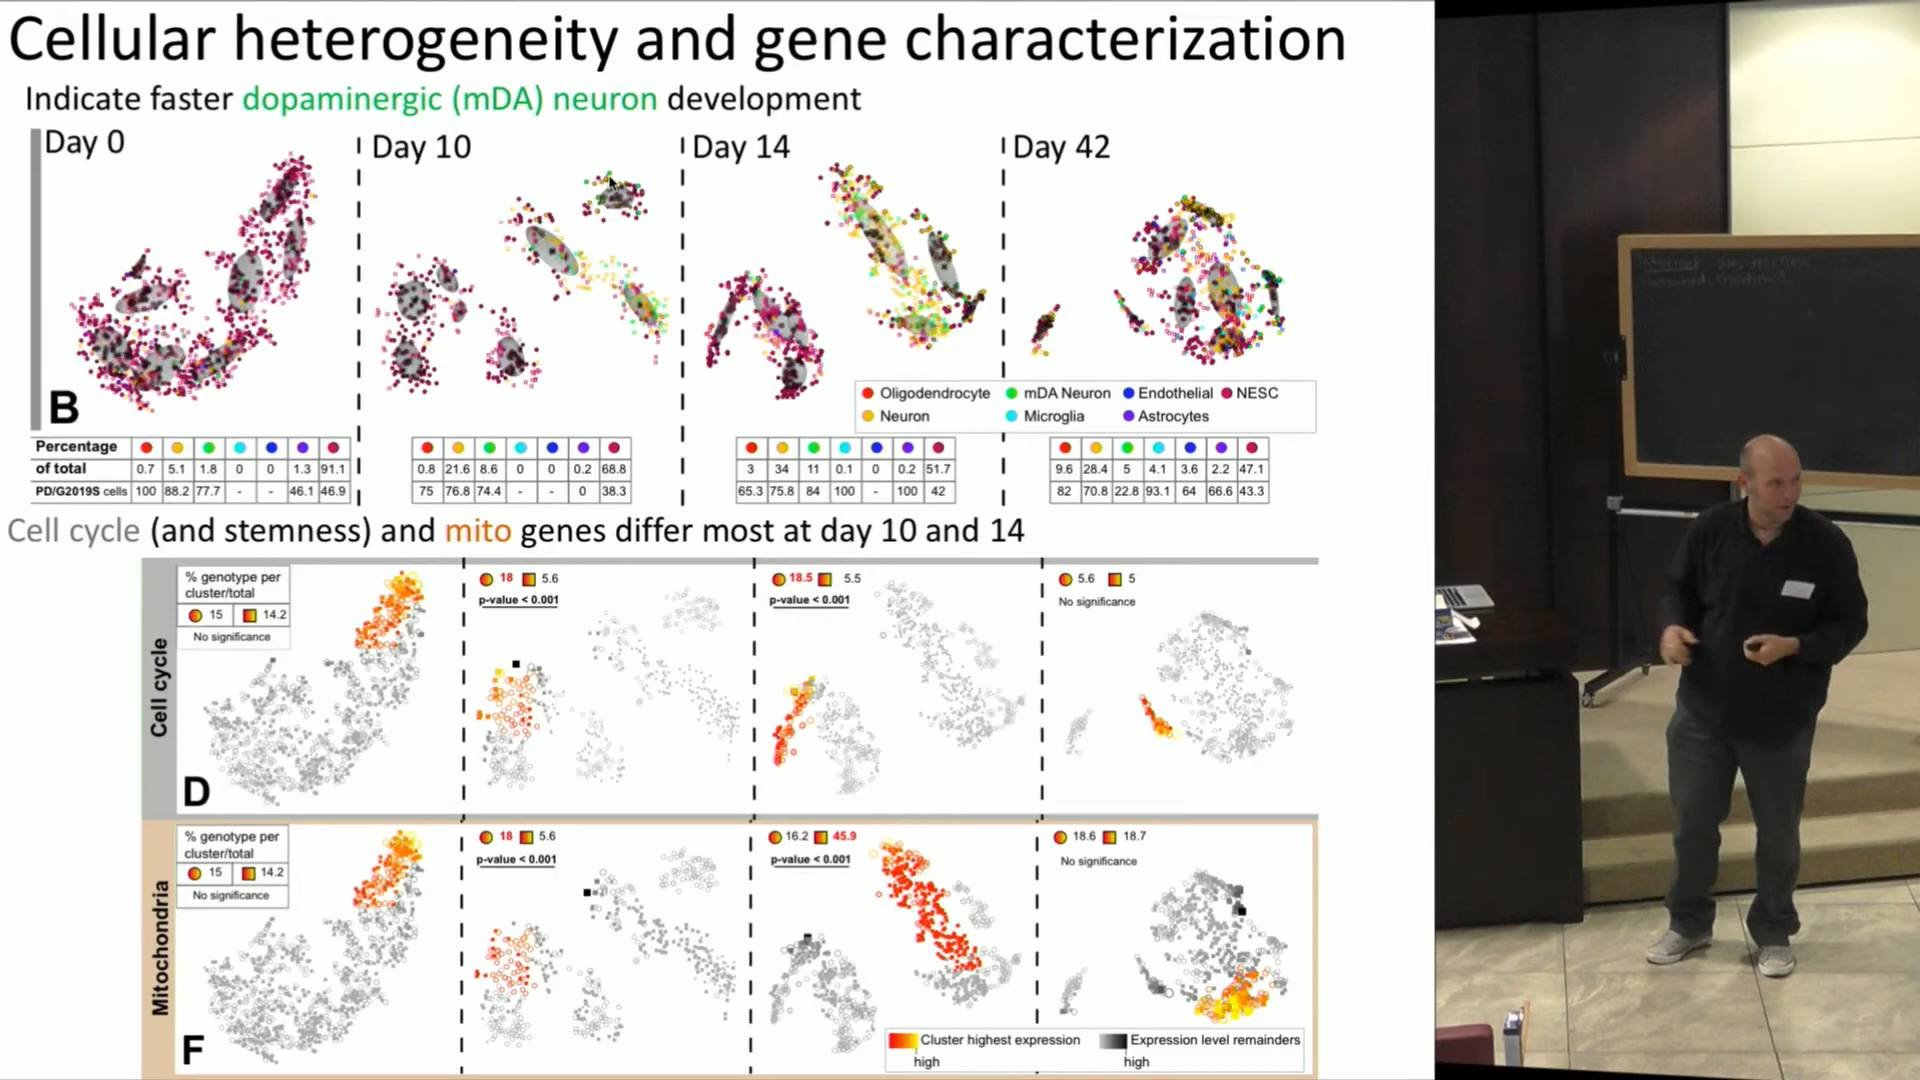 Cellular heterogeneity and gene characterization
Indicate faster dopaminergic (mDA) neuron development
Day 0
Day 10
Day 14
Day 42
B
Oligodendrocyte mDA Neuron Endothelial NESC
Neuron Microglia Astrocytes
Percentage
of total 0.7 5.1 1.8 0 0 1.3 91.1
PD/G2019S cells 100 88.2 77.7 - - 46.1 46.9
0.8 21.6 8.6 0 0 0.2 68.8
75 76.8 74.4 - - 0 38.3
3 34 11 0.1 0 0.2 51.7
65.3 75.8 84 100 - 100 42
9.6 28.4 5 4.1 3.6 2.2 47.1
82 70.8 22.8 93.1 64 66.6 43.3
Cell cycle (and stemness) and mito genes differ most at day 10 and 14
Cell cycle
% genotype per
cluster/total
15 14.2
No significance
18 5.6
p-value < 0.001
18.5 5.5
p-value < 0.001
5.6 5
No significance
D
Mitochondria
% genotype per
cluster/total
15 14.2
No significance
18 5.6
p-value < 0.001
16.2 45.9
p-value < 0.001
18.6 18.7
No significance
F
Cluster highest expression
high
Expression level remainders
high